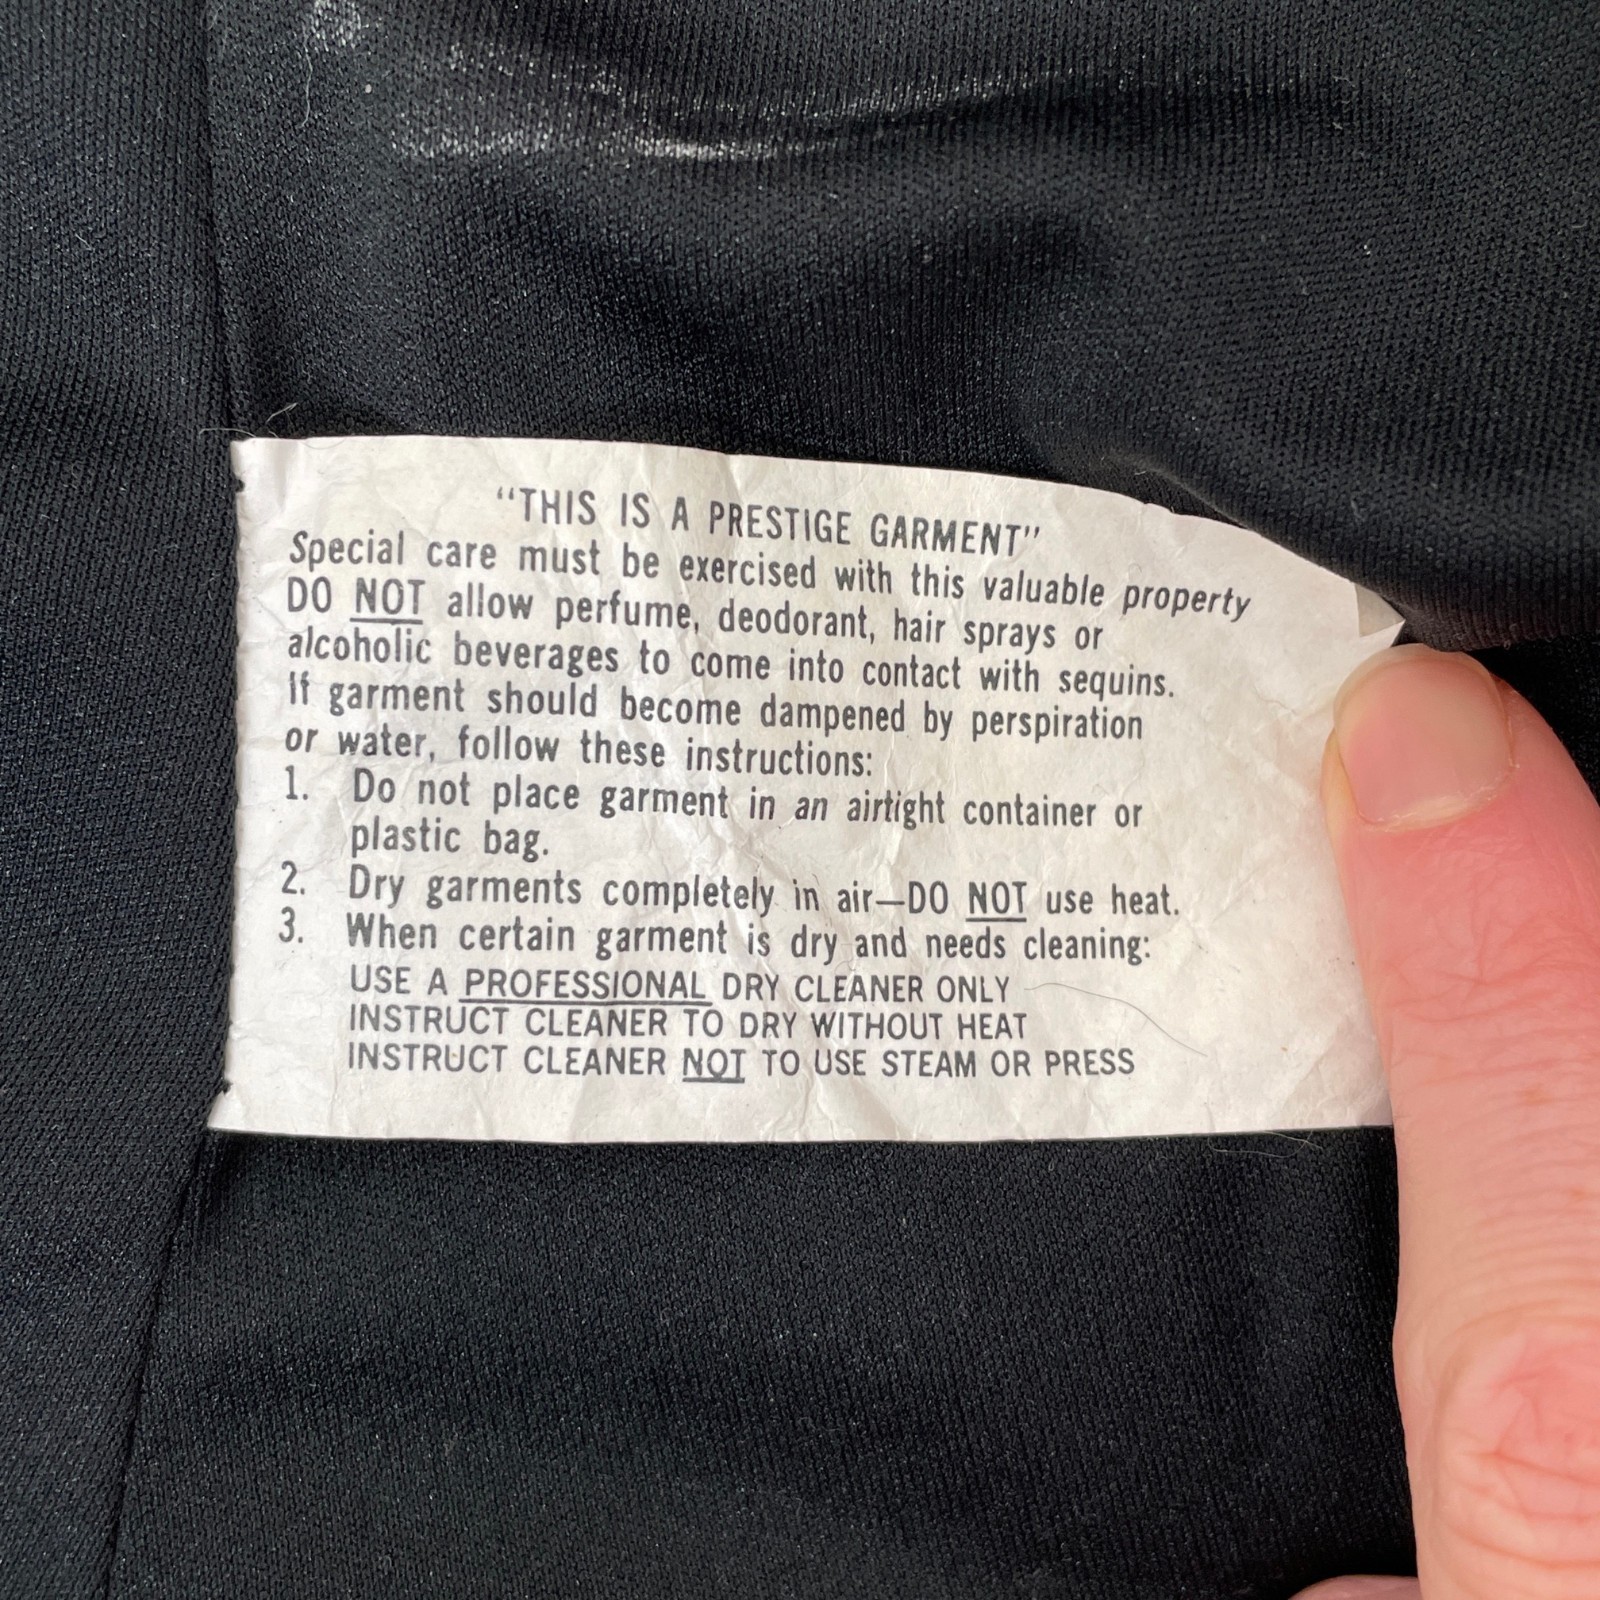 “THIS IS A PRESTIGE GARMENT”
Special care must be exercised with this valuable property
DO NOT allow perfume, deodorant, hair sprays or
alcoholic beverages to come into contact with sequins.
If garment should become dampened by perspiration
or water, follow these instructions:
1. Do not place garment in an airtight container or
plastic bag.
2. Dry garments completely in air—DO NOT use heat.
3. When certain garment is dry and needs cleaning:
USE A PROFESSIONAL DRY CLEANER ONLY
INSTRUCT CLEANER TO DRY WITHOUT HEAT
INSTRUCT CLEANER NOT TO USE STEAM OR PRESS